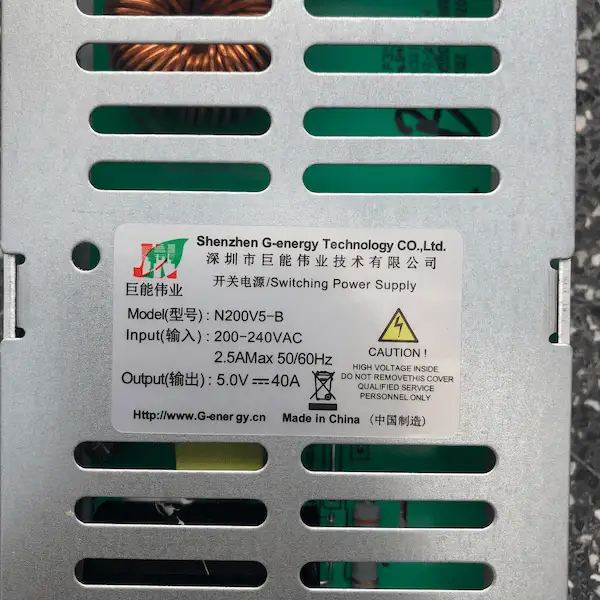 Shenzhen G-energy Technology CO.,Ltd.
深圳市巨能伟业技术有限公司
巨能伟业
开关电源/Switching Power Supply
Model(型号): N200V5-B
Input(输入): 200-240VAC
2.5AMax 50/60Hz
Output(输出): 5.0V⎓40A
CAUTION !
HIGH VOLTAGE INSIDE
DO NOT REMOVETHIS COVER
QUALIFIED SERVICE
PERSONNEL ONLY
Http://www.G-energy.cn
Made in China (中国制造)